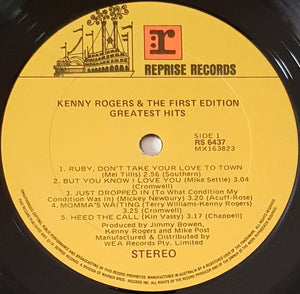 REPRISE RECORDS
KENNY ROGERS & THE FIRST EDITION
GREATEST HITS
SIDE 1
RS 6437
MX163823
5. RUBY, DON'T TAKE YOUR LOVE TO TOWN
(Mel Tillis) 2.56 (Southern)
2. BUT YOU KNOW I LOVE YOU (Mike Settle) 3.04
(Cromwell)
3. JUST DROPPED IN (To What Condition My
Condition Was In) (Mickey Newbury) 3.20 (Acuff-Rose)
4. MOMMA'S WAITING (Terry Williams-Kenny Rogers)
3.25 (Cromwell)
5. HEED THE CALL (Kin Vassy) 3.17 (Chappell)
Produced by Jimmy Bowen,
Kenny Rogers and Mike Post
Manufactured & Distributed by
WEA Records Pty. Limited
STEREO